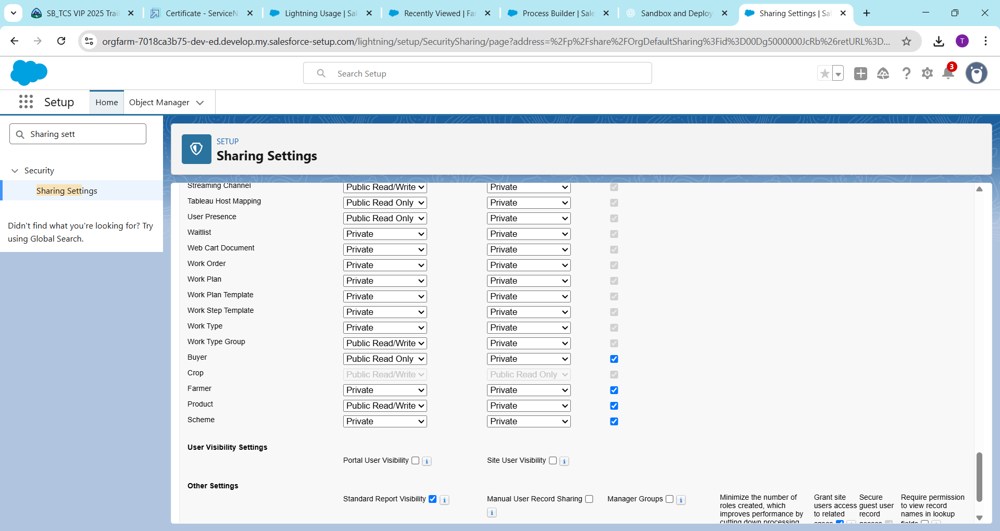 SB_TCS VIP 2025 Trai
Certificate - ServiceN
Lightning Usage | Sal
Recently Viewed | Far
Process Builder | Sale
Sandbox and Deploy
Sharing Settings | Sal
orgfarm-7018ca3b75-dev-ed.develop.my.salesforce-setup.com/lightning/setup/SecuritySharing/page?address=%2Fp%2Fshare%2FOrgDefaultSharing%3Fid%3D00Dg5000000JcRb%26retURL%3D...
T
Search Setup
3
Setup
Home
Object Manager
Sharing sett
Security
Sharing Settings
Didn't find what you're looking for? Try
using Global Search.
SETUP
Sharing Settings
Streaming Channel Public Read/Write Private
Tableau Host Mapping Public Read Only Private
User Presence Public Read Only Private
Waitlist Private Private
Web Cart Document Private Private
Work Order Private Private
Work Plan Private Private
Work Plan Template Private Private
Work Step Template Private Private
Work Type Private Private
Work Type Group Public Read/Write Private
Buyer Public Read Only Private
Crop Public Read/Write Public Read Only
Farmer Private Private
Product Public Read/Write Private
Scheme Private Private
User Visibility Settings
Portal User Visibility i Site User Visibility i
Other Settings
Standard Report Visibility i
Manual User Record Sharing
i
Manager Groups i
Minimize the number of
roles created, which
improves performance by
cutting down processing
Grant site
users access
to related
cases
Secure
guest user
record
access
Require permission
to view record
names in lookup
fields